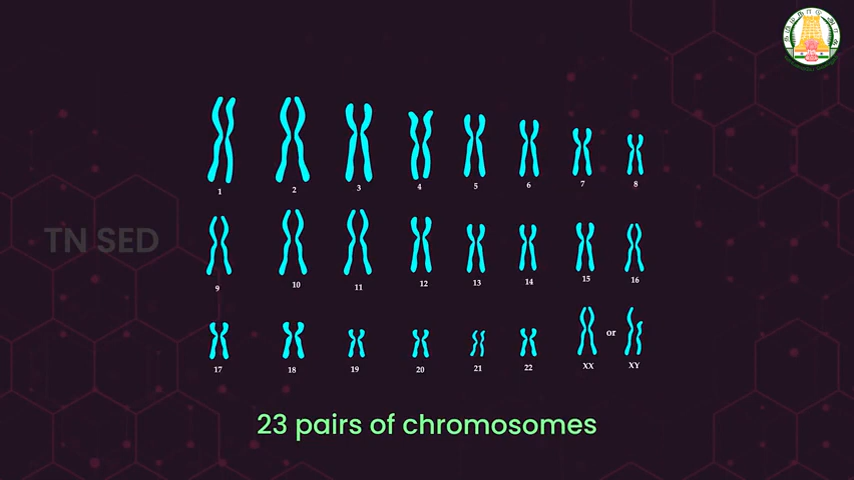 1 2 3 4 5 6 7 8
TN SED
9 10 11 12 13 14 15 16
or
17 18 19 20 21 22 XX XY
23 pairs of chromosomes